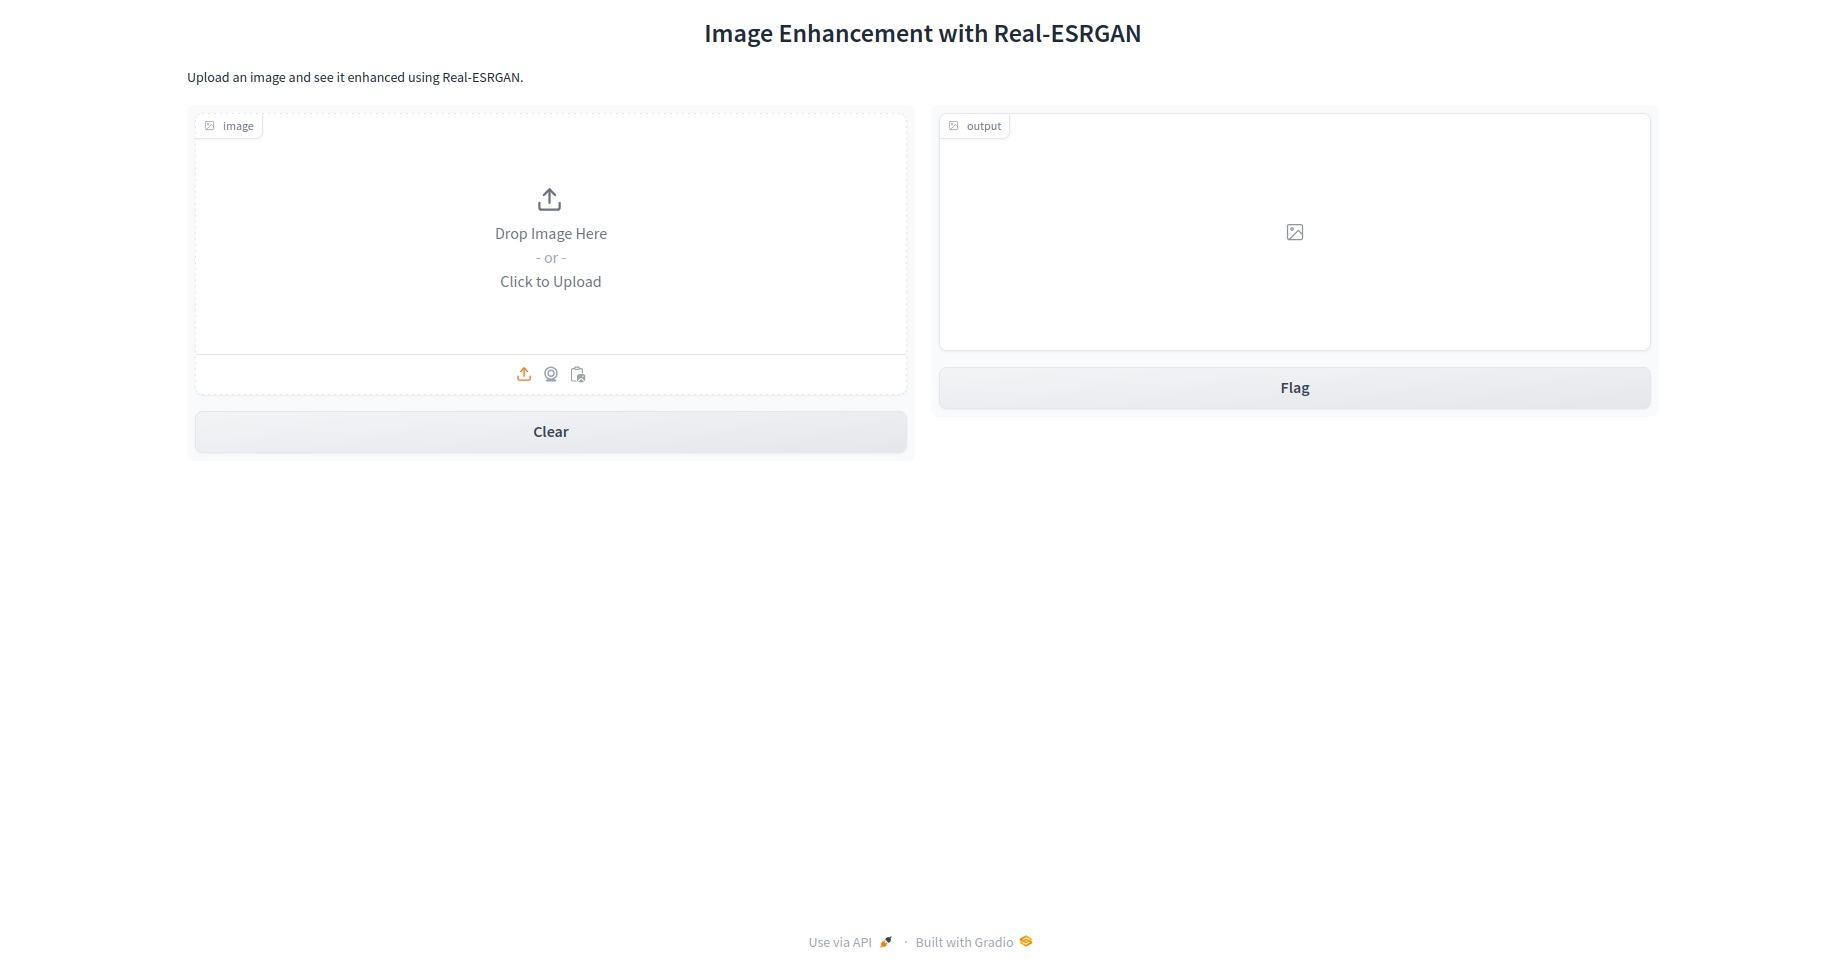 Image Enhancement with Real-ESRGAN
Upload an image and see it enhanced using Real-ESRGAN.
image
Drop Image Here
- or -
Click to Upload
Clear
output
Flag
Use via API · Built with Gradio